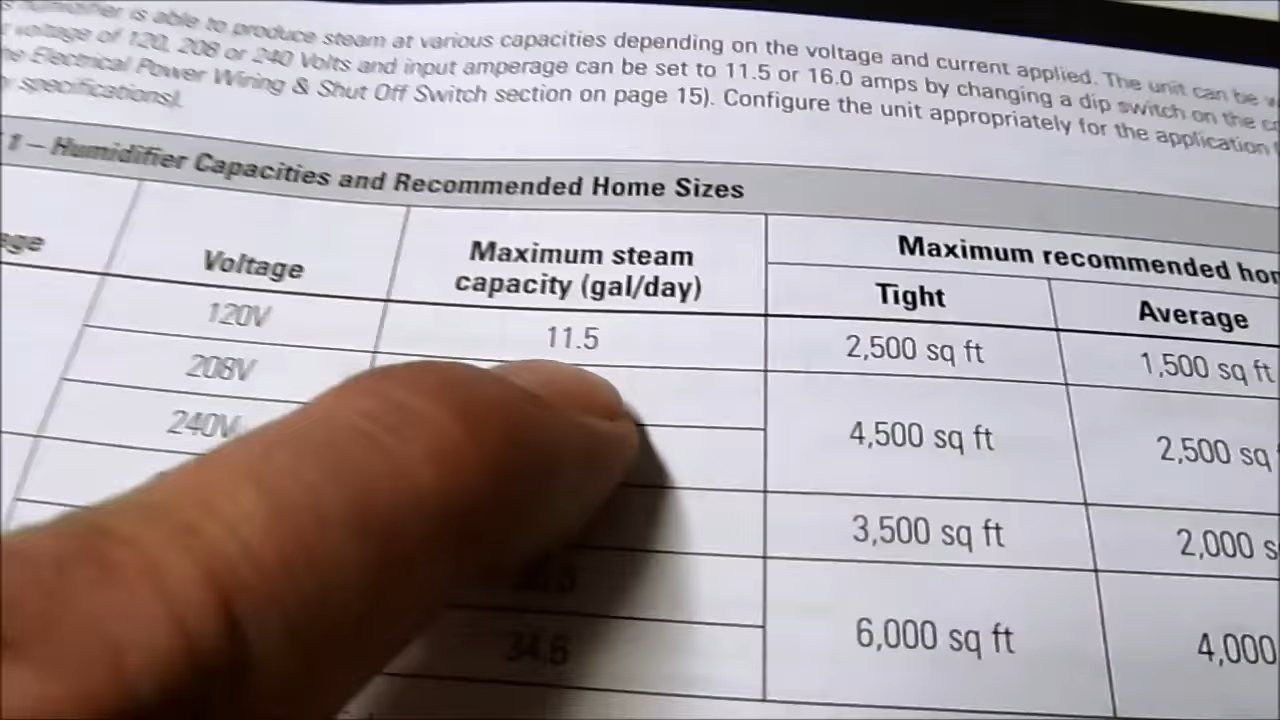 humidifier is able to produce steam at various capacities depending on the voltage and current applied. The unit can be
voltage of 120, 208 or 240 Volts and input amperage can be set to 11.5 or 16.0 amps by changing a dip switch on the
Electrical Power Wiring & Shut Off Switch section on page 15). Configure the unit appropriately for the application
specifications).
1 – Humidifier Capacities and Recommended Home Sizes
Voltage
Maximum steam
capacity (gal/day)
Maximum recommended
Tight
Average
120V
11.5
2,500 sq ft
1,500 sq ft
208V
240V
4,500 sq ft
2,500 sq
3,500 sq ft
2,000
34.6
6,000 sq ft
4,000